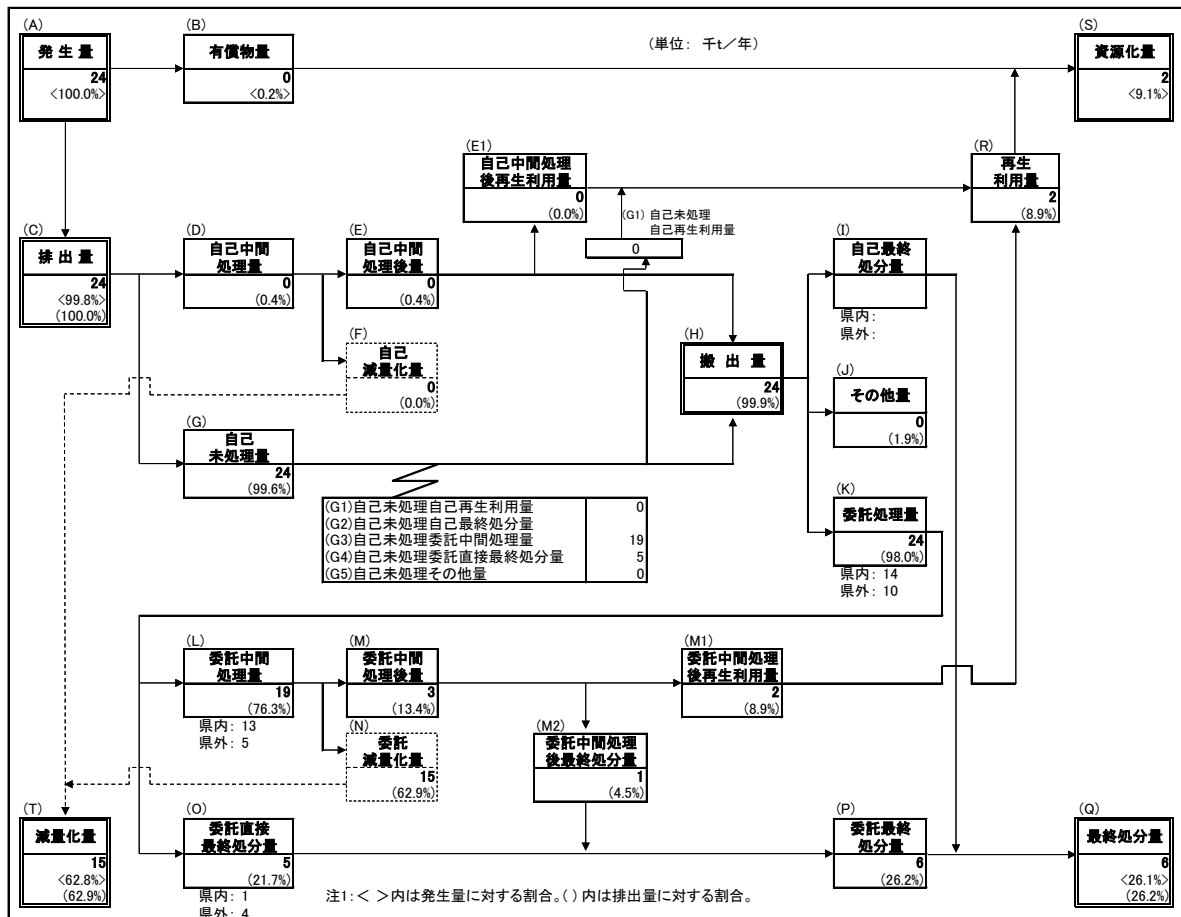 (A)
発 生 量
24
<100.0%>
(B)
有償物量
0
<0.2%>
(単位： 千t／年)
(S)
資源化量
2
<9.1%>
(E1)
自己中間処理
後再生利用量
0
(0.0%)
(G1) 自己未処理
自己再生利用量
0
(R)
再生
利用量
2
(8.9%)
(C)
排 出 量
24
<99.8%>
(100.0%)
(D)
自己中間
処理量
0
(0.4%)
(E)
自己中間
処理後量
0
(0.4%)
(F)
自己
減量化量
0
(0.0%)
(G)
自己
未処理量
24
(99.6%)
(H)
搬 出 量
24
(99.9%)
(I)
自己最終
処分量
県内：
県外：
(J)
その他量
0
(1.9%)
(K)
委託処理量
24
(98.0%)
県内： 14
県外： 10
(G1)自己未処理自己再生利用量 0
(G2)自己未処理自己最終処分量
(G3)自己未処理委託中間処理量 19
(G4)自己未処理委託直接最終処分量 5
(G5)自己未処理その他量 0
(L)
委託中間
処理量
19
(76.3%)
県内： 13
県外： 5
(M)
委託中間
処理後量
3
(13.4%)
(N)
委託
減量化量
15
(62.9%)
(M1)
委託中間処理
後再生利用量
2
(8.9%)
(M2)
委託中間処理
後最終処分量
1
(4.5%)
(T)
減量化量
15
<62.8%>
(62.9%)
(O)
委託直接
最終処分量
5
(21.7%)
県内： 1
県外： 4
(P)
委託最終
処分量
6
(26.2%)
(Q)
最終処分量
6
<26.1%>
(26.2%)
注1：＜ ＞内は発生量に対する割合。( ) 内は排出量に対する割合。